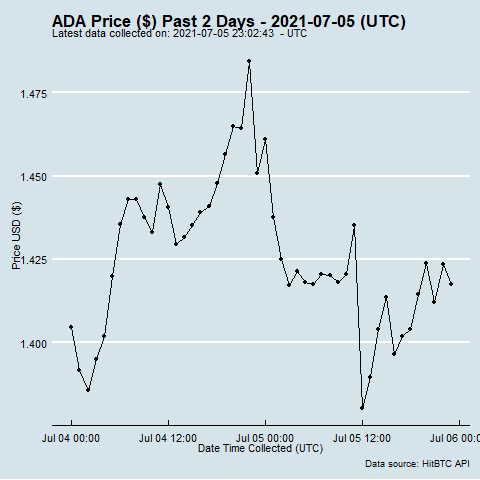 ADA Price ($) Past 2 Days - 2021-07-05 (UTC)
Latest data collected on: 2021-07-05 23:02:43 - UTC
1.475
1.450
1.425
1.400
Price USD ($)
Jul 04 00:00 Jul 04 12:00 Jul 05 00:00 Jul 05 12:00 Jul 06 00:
Date Time Collected (UTC)
Data source: HitBTC API